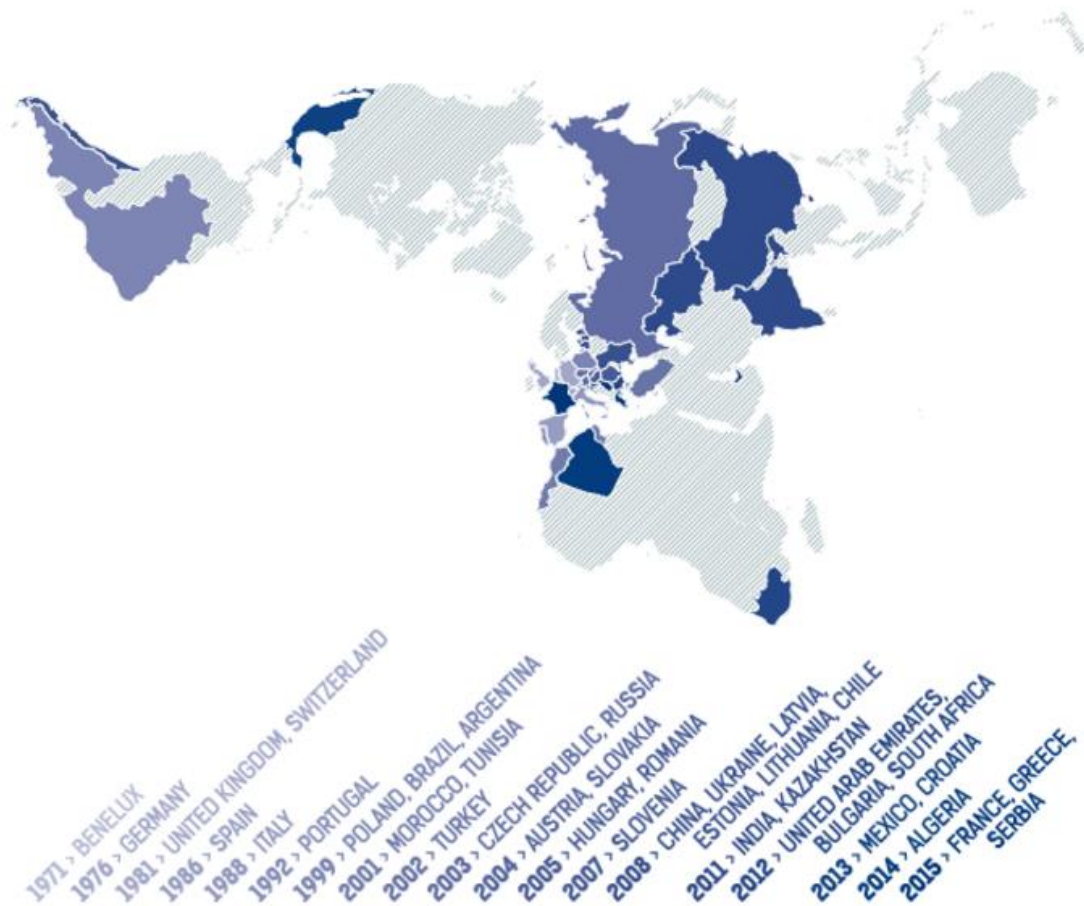 1971 > BENELUX
1976 > GERMANY
1981 > UNITED KINGDOM, SWITZERLAND
1986 > SPAIN
1988 > ITALY
1992 > PORTUGAL
1999 > POLAND, BRAZIL, ARGENTINA
2001 > MOROCCO, TUNISIA
2002 > TURKEY
2003 > CZECH REPUBLIC, RUSSIA
2004 > AUSTRIA, SLOVAKIA
2005 > HUNGARY, ROMANIA
2007 > SLOVENIA
2008 > CHINA, UKRAINE, LATVIA,
ESTONIA, LITHUANIA, CHILE
2011 > INDIA, KAZAKHSTAN
2012 > UNITED ARAB EMIRATES,
BULGARIA, SOUTH AFRICA
2013 > MEXICO, CROATIA
2014 > ALGERIA
2015 > FRANCE, GREECE,
SERBIA